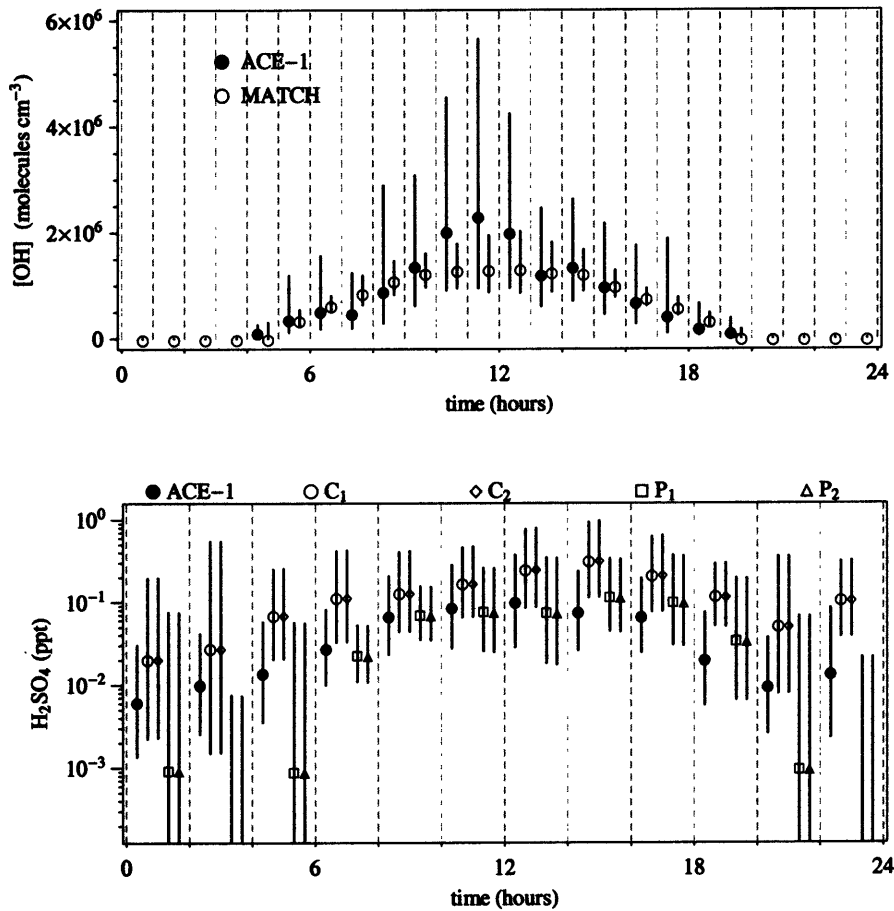 6×10⁶
4×10⁶
2×10⁶
0
[OH] (molecules cm⁻³)
ACE−1
MATCH
0 6 12 18 24
time (hours)
ACE−1 C₁ C₂ P₁ P₂
10⁰
10⁻¹
10⁻²
10⁻³
H₂SO₄ (ppt)
0 6 12 18 24
time (hours)